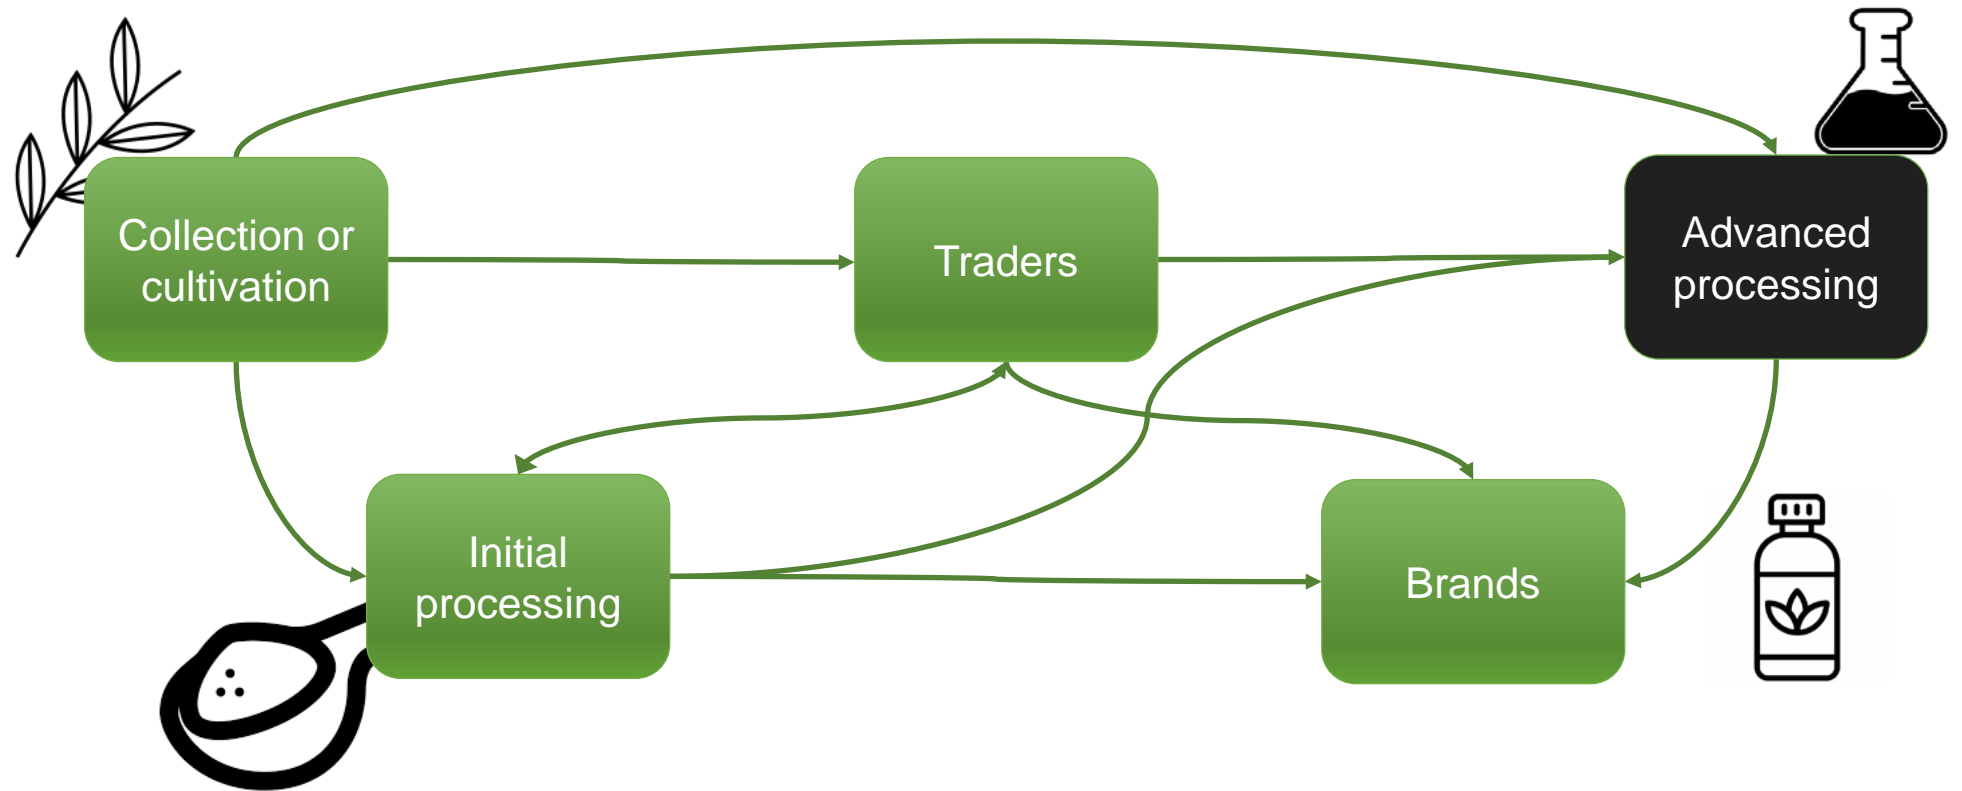 Collection or
cultivation
Traders
Advanced
processing
Initial
processing
Brands